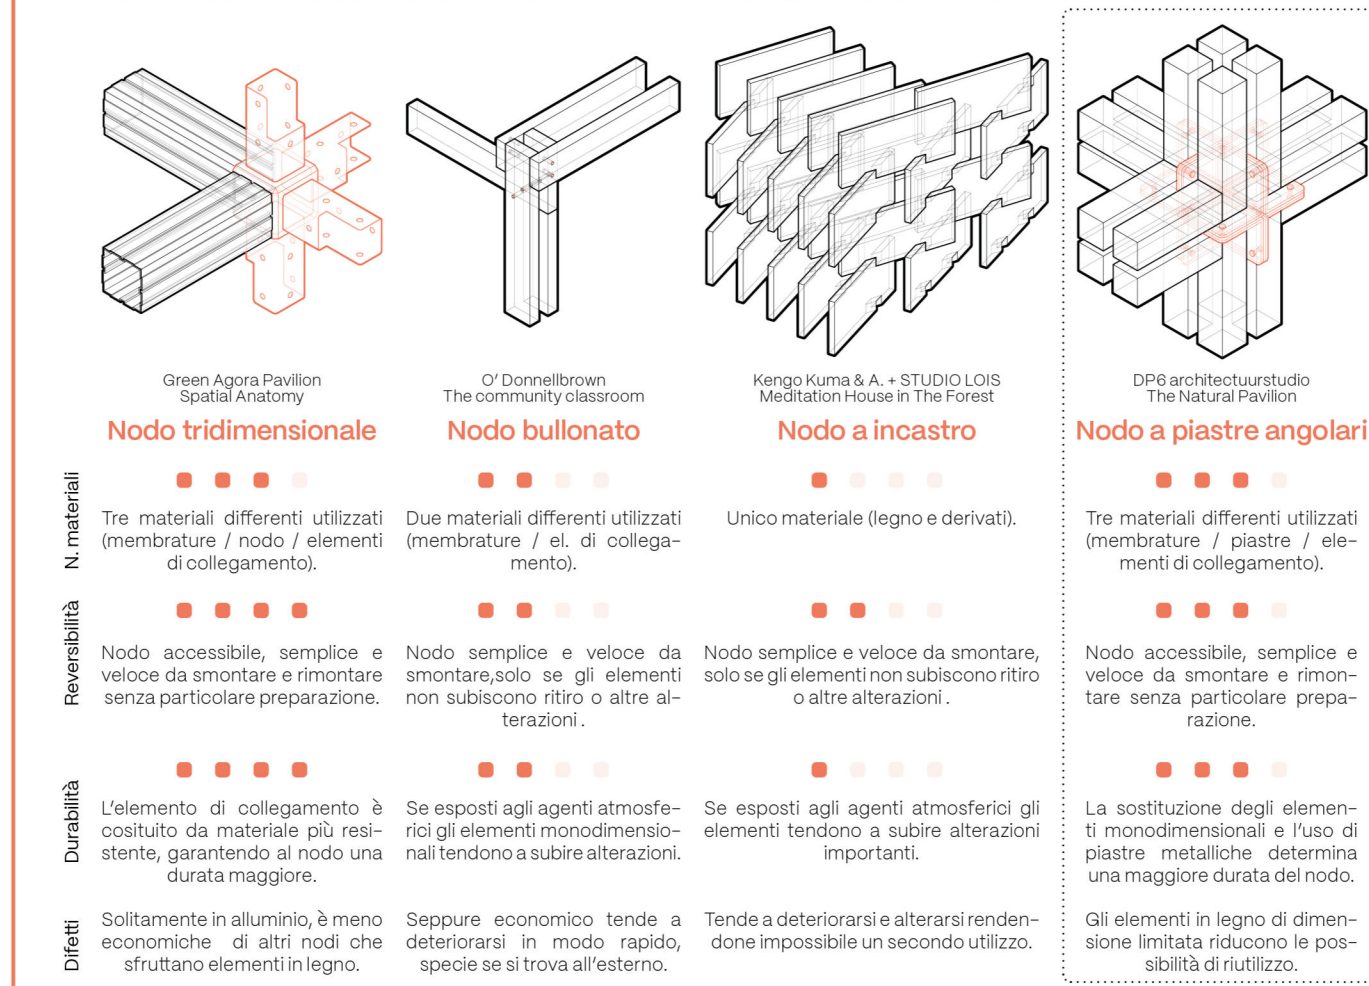 Green Agora Pavilion
Spatial Anatomy
Nodo tridimensionale
O' Donnellbrown
The community classroom
Nodo bullonato
Kengo Kuma & A. + STUDIO LOIS
Meditation House in The Forest
Nodo a incastro
DP6 architectuurstudio
The Natural Pavilion
Nodo a piastre angolari
N. materiali
Tre materiali differenti utilizzati
(membrature / nodo / elementi
di collegamento).
Due materiali differenti utilizzati
(membrature / el. di collega-
mento).
Unico materiale (legno e derivati).
Tre materiali differenti utilizzati
(membrature / piastre / ele-
menti di collegamento).
Reversibilità
Nodo accessibile, semplice e
veloce da smontare e rimontare
senza particolare preparazione.
Nodo semplice e veloce da
smontare,solo se gli elementi
non subiscono ritiro o altre al-
terazioni .
Nodo semplice e veloce da smontare,
solo se gli elementi non subiscono ritiro
o altre alterazioni .
Nodo accessibile, semplice e
veloce da smontare e rimon-
tare senza particolare prepa-
razione.
Durabilità
L'elemento di collegamento è
cosituito da materiale più resi-
stente, garantendo al nodo una
durata maggiore.
Se esposti agli agenti atmosfe-
rici gli elementi monodimensio-
nali tendono a subire alterazioni.
Se esposti agli agenti atmosferici gli
elementi tendono a subire alterazioni
importanti.
La sostituzione degli elemen-
ti monodimensionali e l'uso di
piastre metalliche determina
una maggiore durata del nodo.
Difetti
Solitamente in alluminio, è meno
economiche di altri nodi che
sfruttano elementi in legno.
Seppure economico tende a
deteriorarsi in modo rapido,
specie se si trova all'esterno.
Tende a deteriorarsi e alterarsi renden-
done impossibile un secondo utilizzo.
Gli elementi in legno di dimen-
sione limitata riducono le pos-
sibilità di riutilizzo.